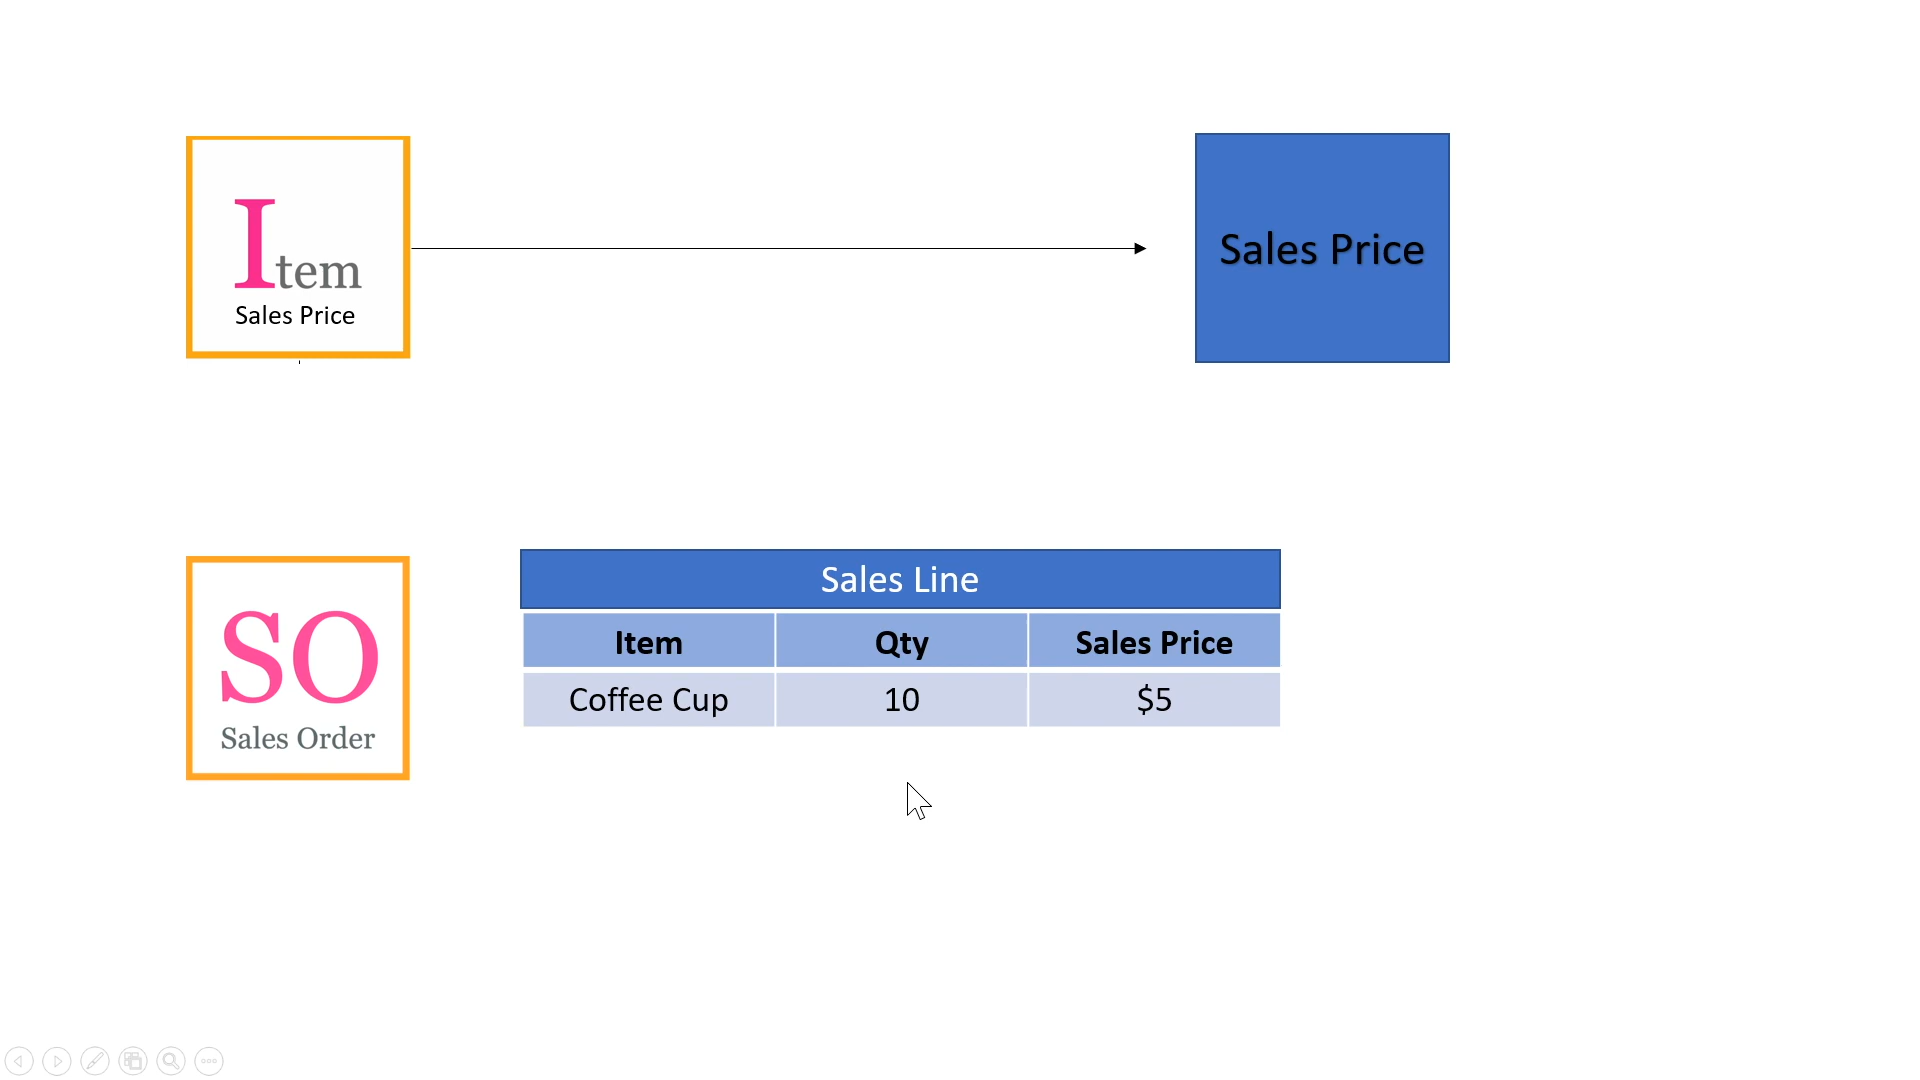 Item
Sales Price
Sales Price
SO
Sales Order
Sales Line
Item Qty Sales Price
Coffee Cup 10 $5